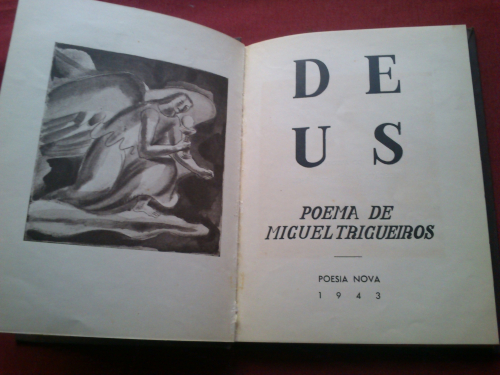 D E
U S
POEMA DE
MIGUEL TRIGUEIROS
POESIA NOVA
1 9 4 3